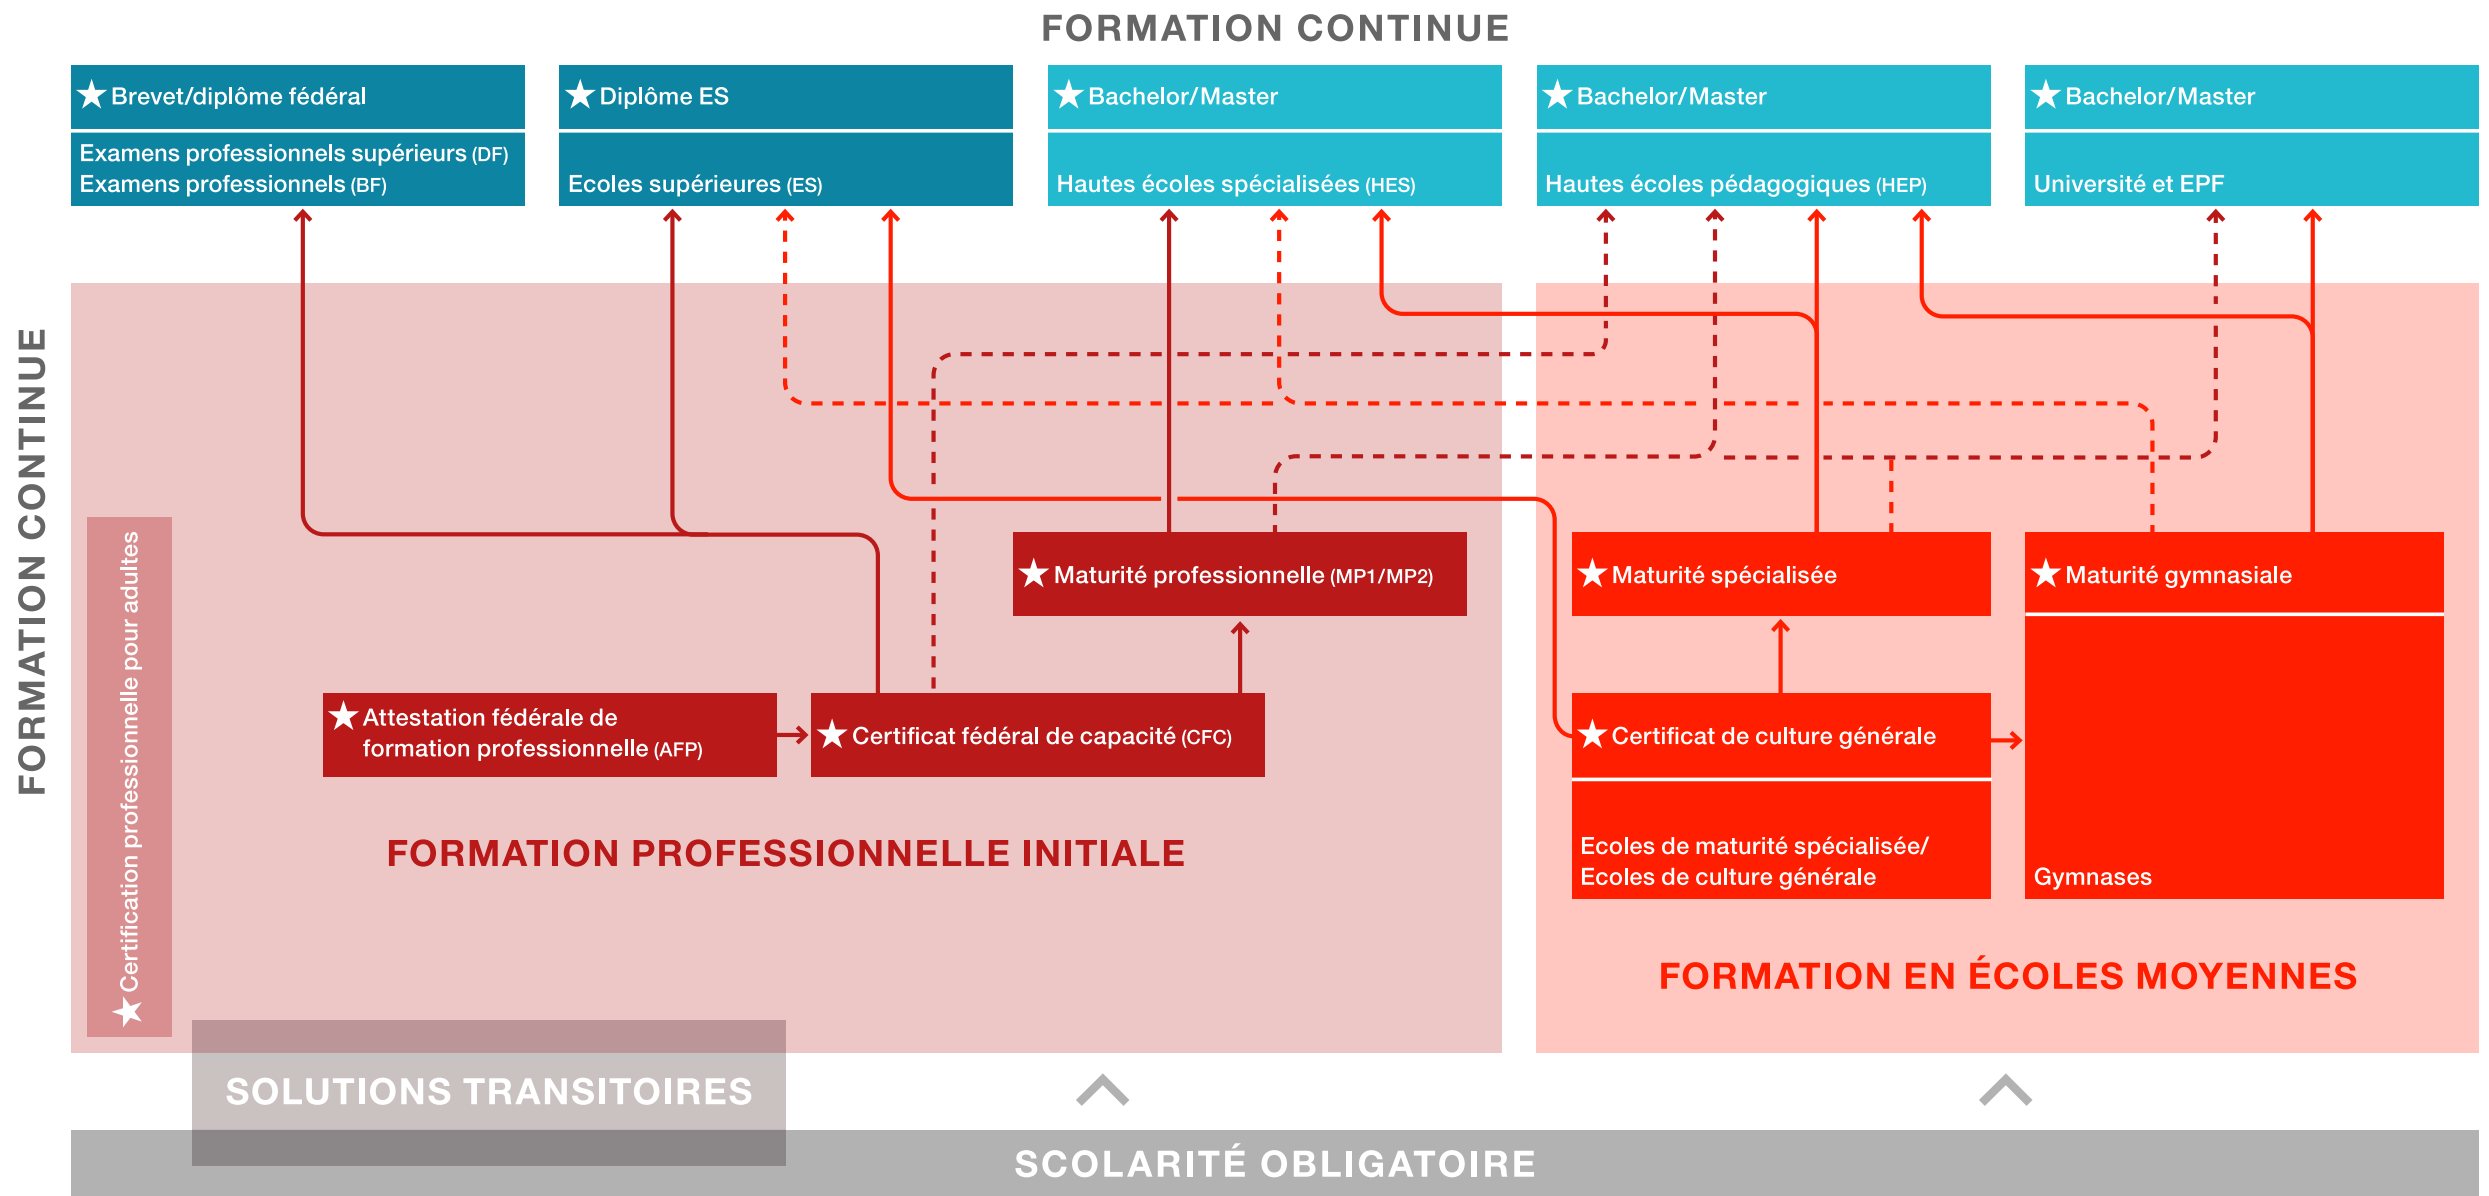 FORMATION CONTINUE
Brevet/diplôme fédéral
Examens professionnels supérieurs (DF)
Examens professionnels (BF)
Diplôme ES
Ecoles supérieures (ES)
Bachelor/Master
Hautes écoles spécialisées (HES)
Bachelor/Master
Hautes écoles pédagogiques (HEP)
Bachelor/Master
Université et EPF
FORMATION CONTINUE
Certification professionnelle pour adultes
Maturité professionnelle (MP1/MP2)
Attestation fédérale de
formation professionnelle (AFP)
Certificat fédéral de capacité (CFC)
FORMATION PROFESSIONNELLE INITIALE
Maturité spécialisée
Maturité gymnasiale
Certificat de culture générale
Ecoles de maturité spécialisée/
Ecoles de culture générale
Gymnases
FORMATION EN ÉCOLES MOYENNES
SOLUTIONS TRANSITOIRES
SCOLARITÉ OBLIGATOIRE